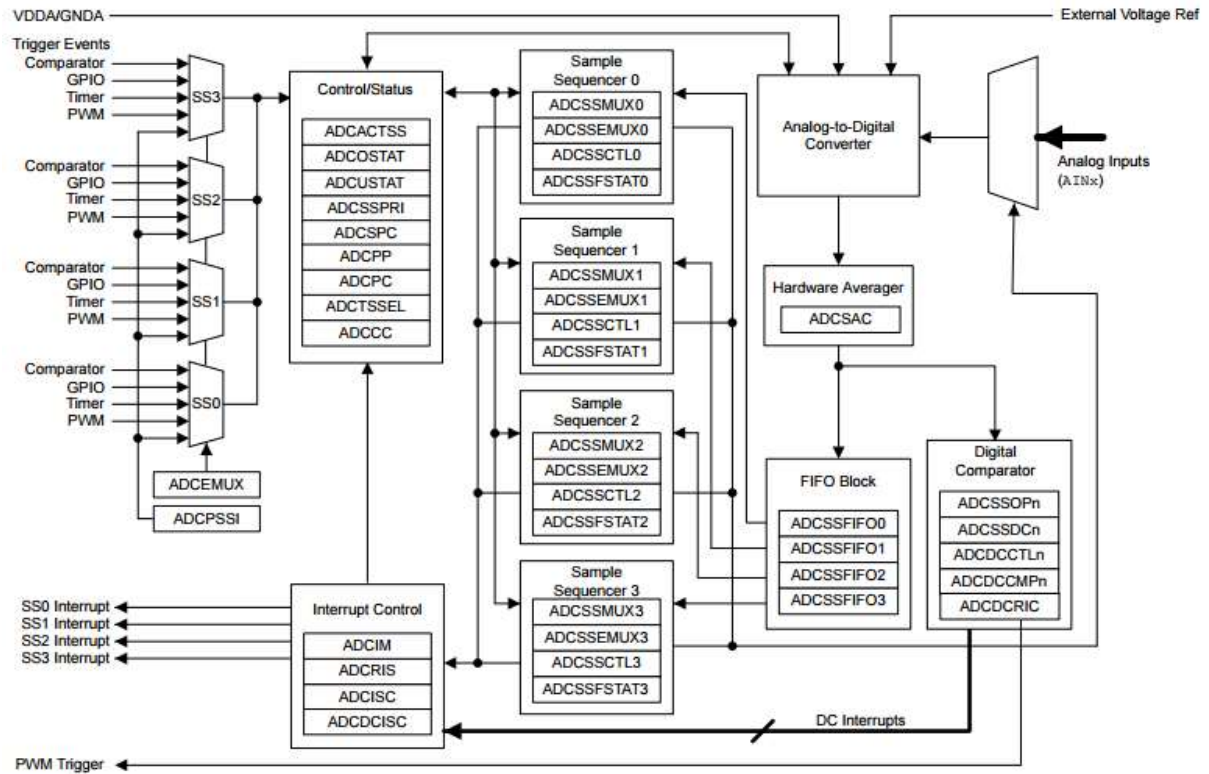 VDDA/GNDA
External Voltage Ref
Trigger Events
Comparator
GPIO
Timer
PWM
SS3
Comparator
GPIO
Timer
PWM
SS2
Comparator
GPIO
Timer
PWM
SS1
Comparator
GPIO
Timer
PWM
SS0
ADCEMUX
ADCPSSI
Control/Status
ADCACTSS
ADCOSTAT
ADCUSTAT
ADCSSPRI
ADCSPC
ADCPP
ADCPC
ADCTSSEL
ADCCC
Sample
Sequencer 0
ADCSSMUX0
ADCSSEMUX0
ADCSSCTL0
ADCSSFSTAT0
Sample
Sequencer 1
ADCSSMUX1
ADCSSEMUX1
ADCSSCTL1
ADCSSFSTAT1
Sample
Sequencer 2
ADCSSMUX2
ADCSSEMUX2
ADCSSCTL2
ADCSSFSTAT2
Sample
Sequencer 3
ADCSSMUX3
ADCSSEMUX3
ADCSSCTL3
ADCSSFSTAT3
Analog-to-Digital
Converter
Analog Inputs
(AINx)
Hardware Averager
ADCSAC
FIFO Block
ADCSSFIFO0
ADCSSFIFO1
ADCSSFIFO2
ADCSSFIFO3
Digital
Comparator
ADCSSOPn
ADCSSDCn
ADCDCCTLn
ADCDCCMPn
ADCDCRIC
SS0 Interrupt
SS1 Interrupt
SS2 Interrupt
SS3 Interrupt
Interrupt Control
ADCIM
ADCRIS
ADCISC
ADCDCISC
DC Interrupts
PWM Trigger